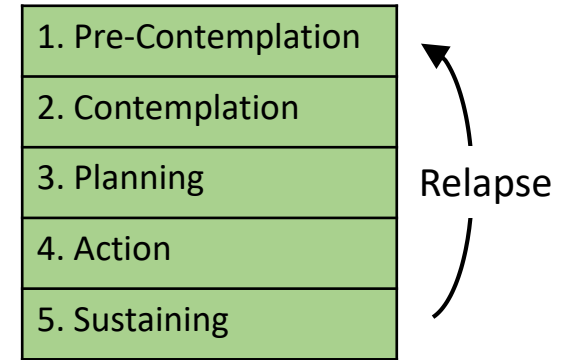 1. Pre-Contemplation
2. Contemplation
3. Planning
4. Action
5. Sustaining
Relapse